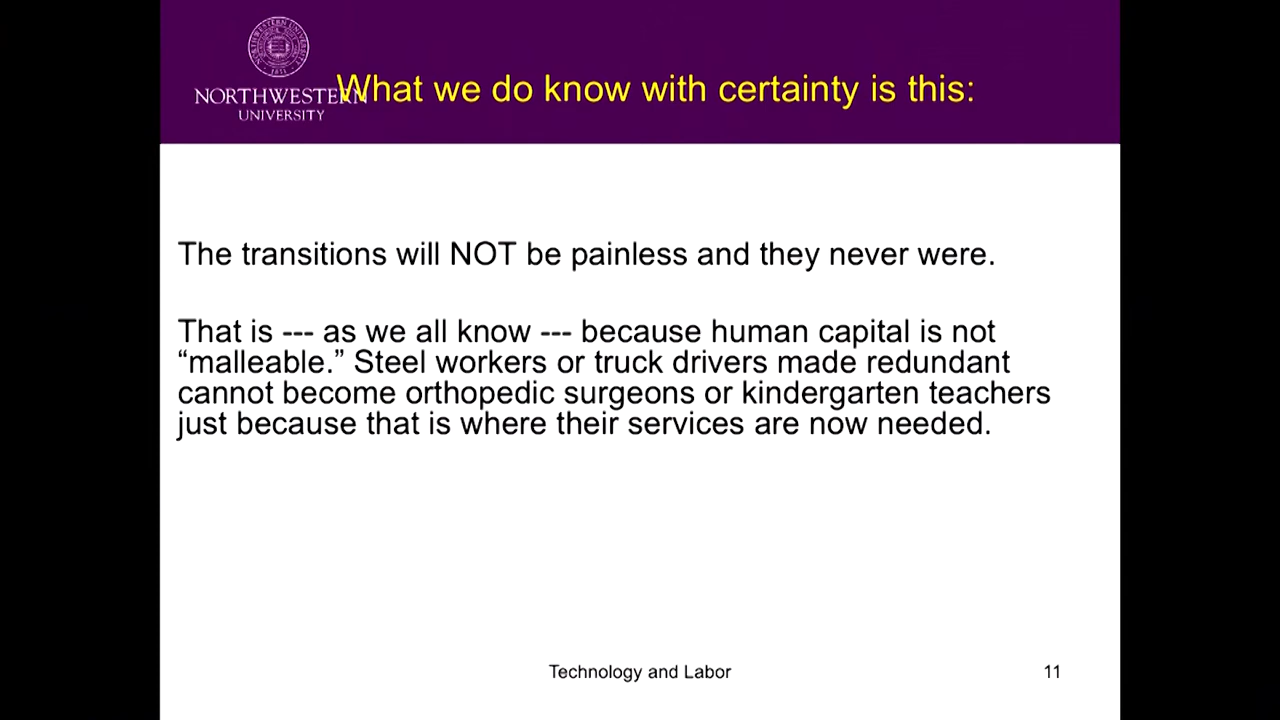 NORTHWESTERN
UNIVERSITY
What we do know with certainty is this:
The transitions will NOT be painless and they never were.
That is --- as we all know --- because human capital is not
“malleable.” Steel workers or truck drivers made redundant
cannot become orthopedic surgeons or kindergarten teachers
just because that is where their services are now needed.
Technology and Labor
11